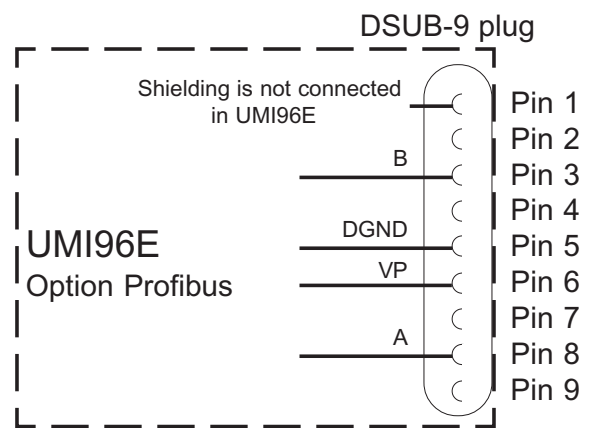 DSUB-9 plug
Shielding is not connected
in UMI96E
Pin 1
Pin 2
B
Pin 3
Pin 4
DGND
Pin 5
UMI96E
VP
Pin 6
Option Profibus
Pin 7
A
Pin 8
Pin 9